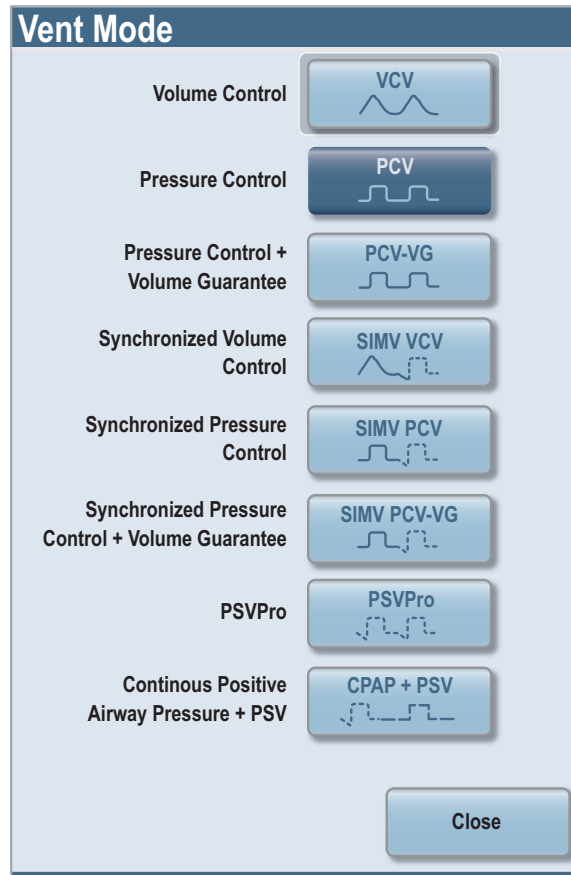 Vent Mode
Volume Control
VCV
Pressure Control
PCV
Pressure Control +
Volume Guarantee
PCV-VG
Synchronized Volume
Control
SIMV VCV
Synchronized Pressure
Control
SIMV PCV
Synchronized Pressure
Control + Volume Guarantee
SIMV PCV-VG
PSVPro
PSVPro
Continous Positive
Airway Pressure + PSV
CPAP + PSV
Close